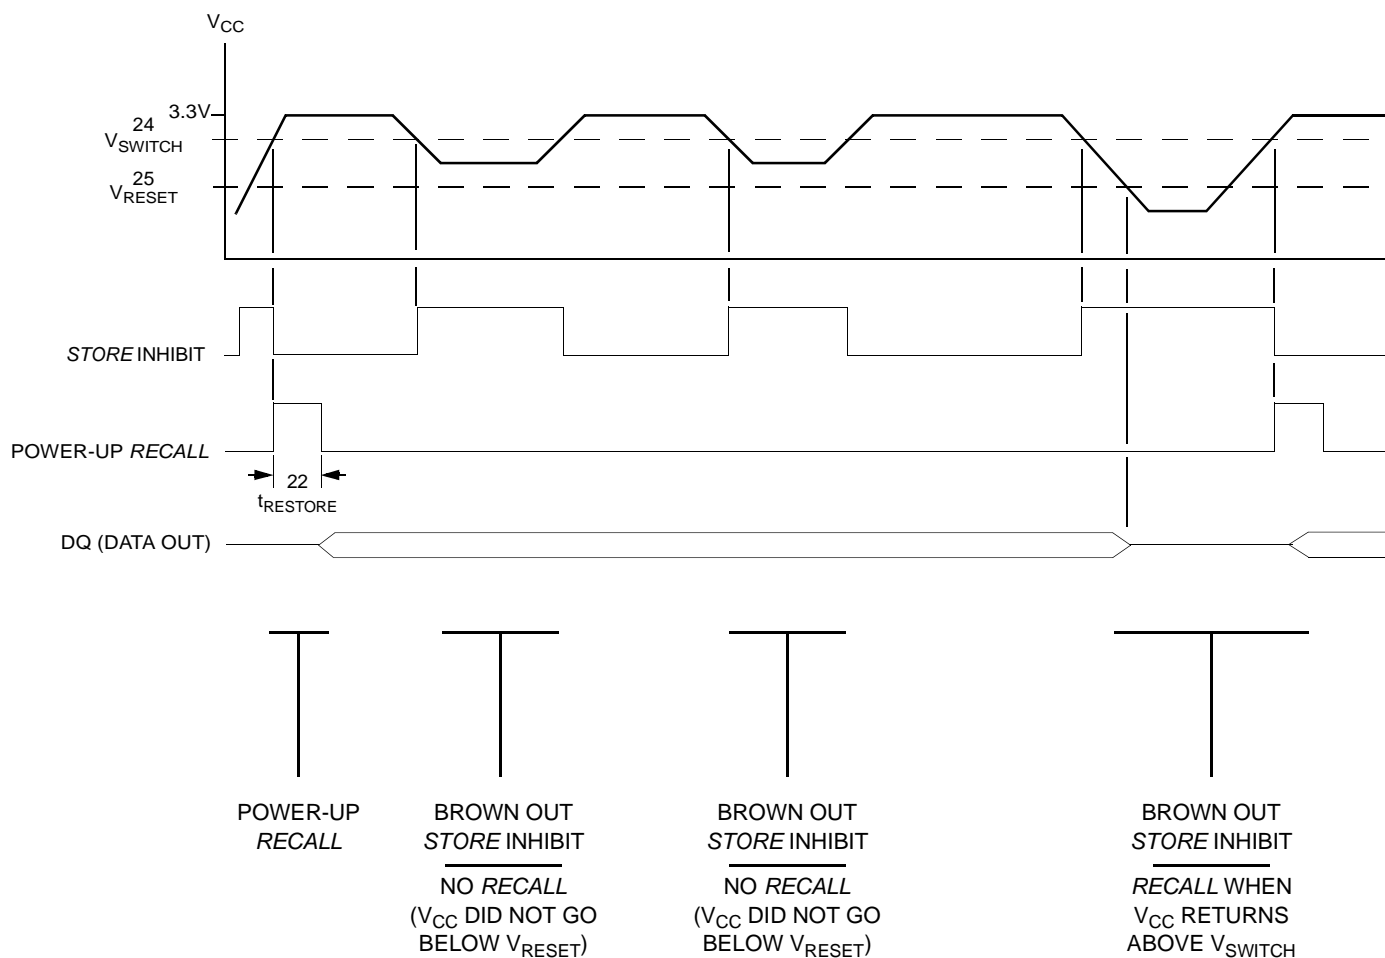 VCC
3.3V
24
VSWITCH
25
VRESET
STORE INHIBIT
POWER-UP RECALL
22
tRESTORE
DQ (DATA OUT)
POWER-UP
RECALL
BROWN OUT
STORE INHIBIT
NO RECALL
(VCC DID NOT GO
BELOW VRESET)
BROWN OUT
STORE INHIBIT
NO RECALL
(VCC DID NOT GO
BELOW VRESET)
BROWN OUT
STORE INHIBIT
RECALL WHEN
VCC RETURNS
ABOVE VSWITCH